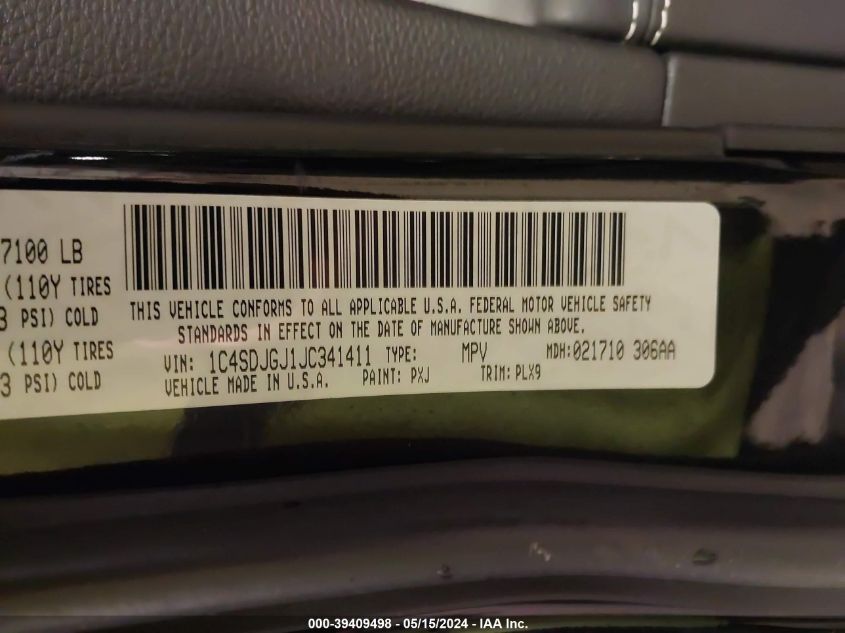 7100 LB
(110Y TIRES
3 PSI) COLD
(110Y TIRES
3 PSI) COLD
THIS VEHICLE CONFORMS TO ALL APPLICABLE U.S.A. FEDERAL MOTOR VEHICLE SAFETY
STANDARDS IN EFFECT ON THE DATE OF MANUFACTURE SHOWN ABOVE.
VIN: 1C4SDJGJ1JC341411 TYPE: MPV MDH:021710 306AA
VEHICLE MADE IN U.S.A. PAINT: PXJ TRIM: PLX9
000-39409498 - 05/15/2024 - IAA Inc.